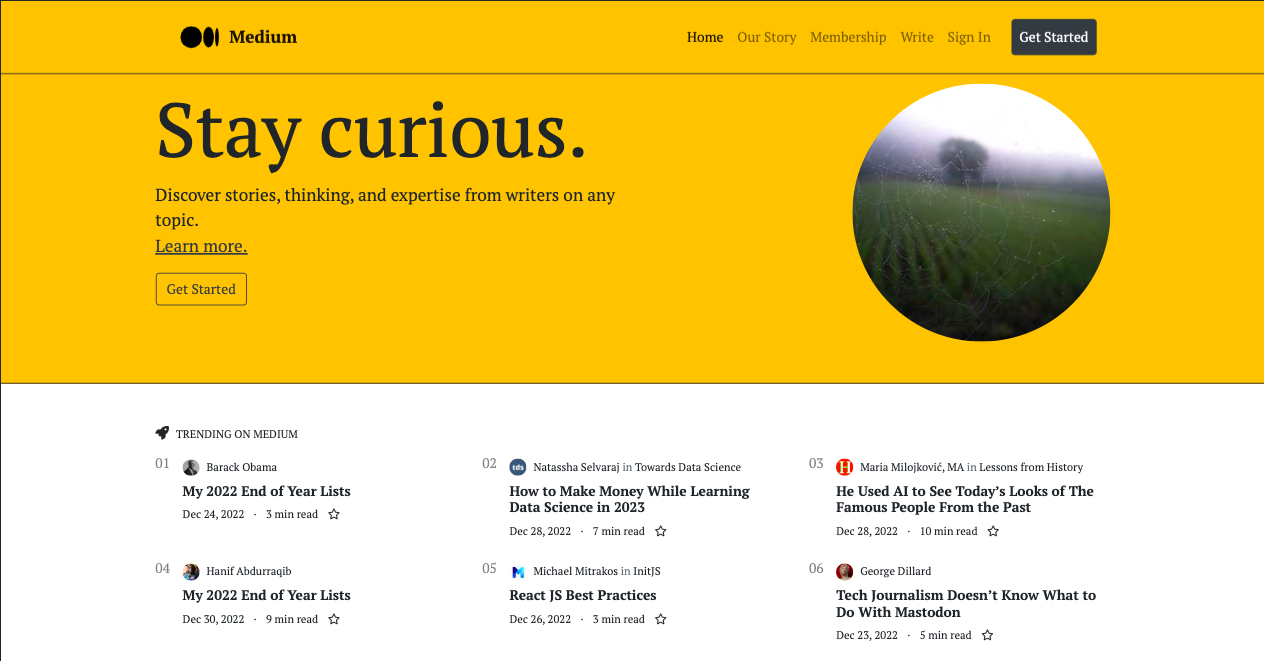 Medium
Home Our Story Membership Write Sign In Get Started
Stay curious.
Discover stories, thinking, and expertise from writers on any
topic.
Learn more.
Get Started
TRENDING ON MEDIUM
01 Barack Obama
My 2022 End of Year Lists
Dec 24, 2022 · 3 min read
02 tds Natassha Selvaraj in Towards Data Science
How to Make Money While Learning
Data Science in 2023
Dec 28, 2022 · 7 min read
03 H Maria Milojković, MA in Lessons from History
He Used AI to See Today’s Looks of The
Famous People From the Past
Dec 28, 2022 · 10 min read
04 Hanif Abdurraqib
My 2022 End of Year Lists
Dec 30, 2022 · 9 min read
05 M Michael Mitrakos in InitJS
React JS Best Practices
Dec 26, 2022 · 3 min read
06 George Dillard
Tech Journalism Doesn’t Know What to
Do With Mastodon
Dec 23, 2022 · 5 min read